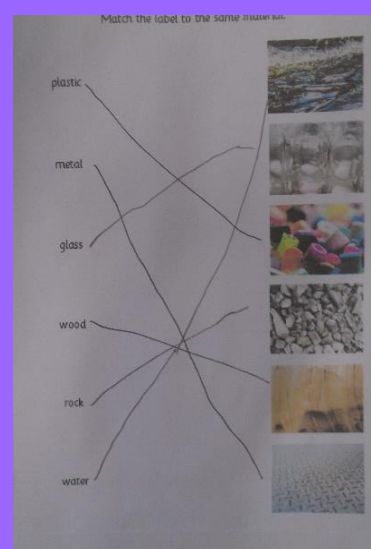 Match the label to the same material.
plastic
metal
glass
wood
rock
water